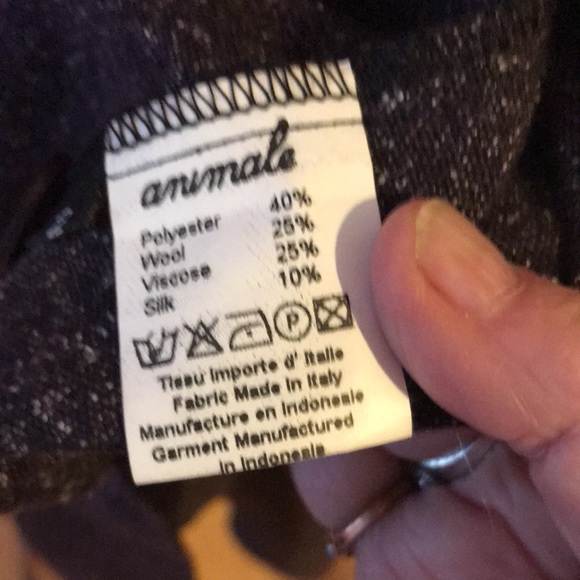 animale
Polyester 40%
Wool 25%
Viscose 25%
Silk 10%
P
Tissu Importe d' Italie
Fabric Made In Italy
Manufacture en Indonesie
Garment Manufactured
in Indonesia